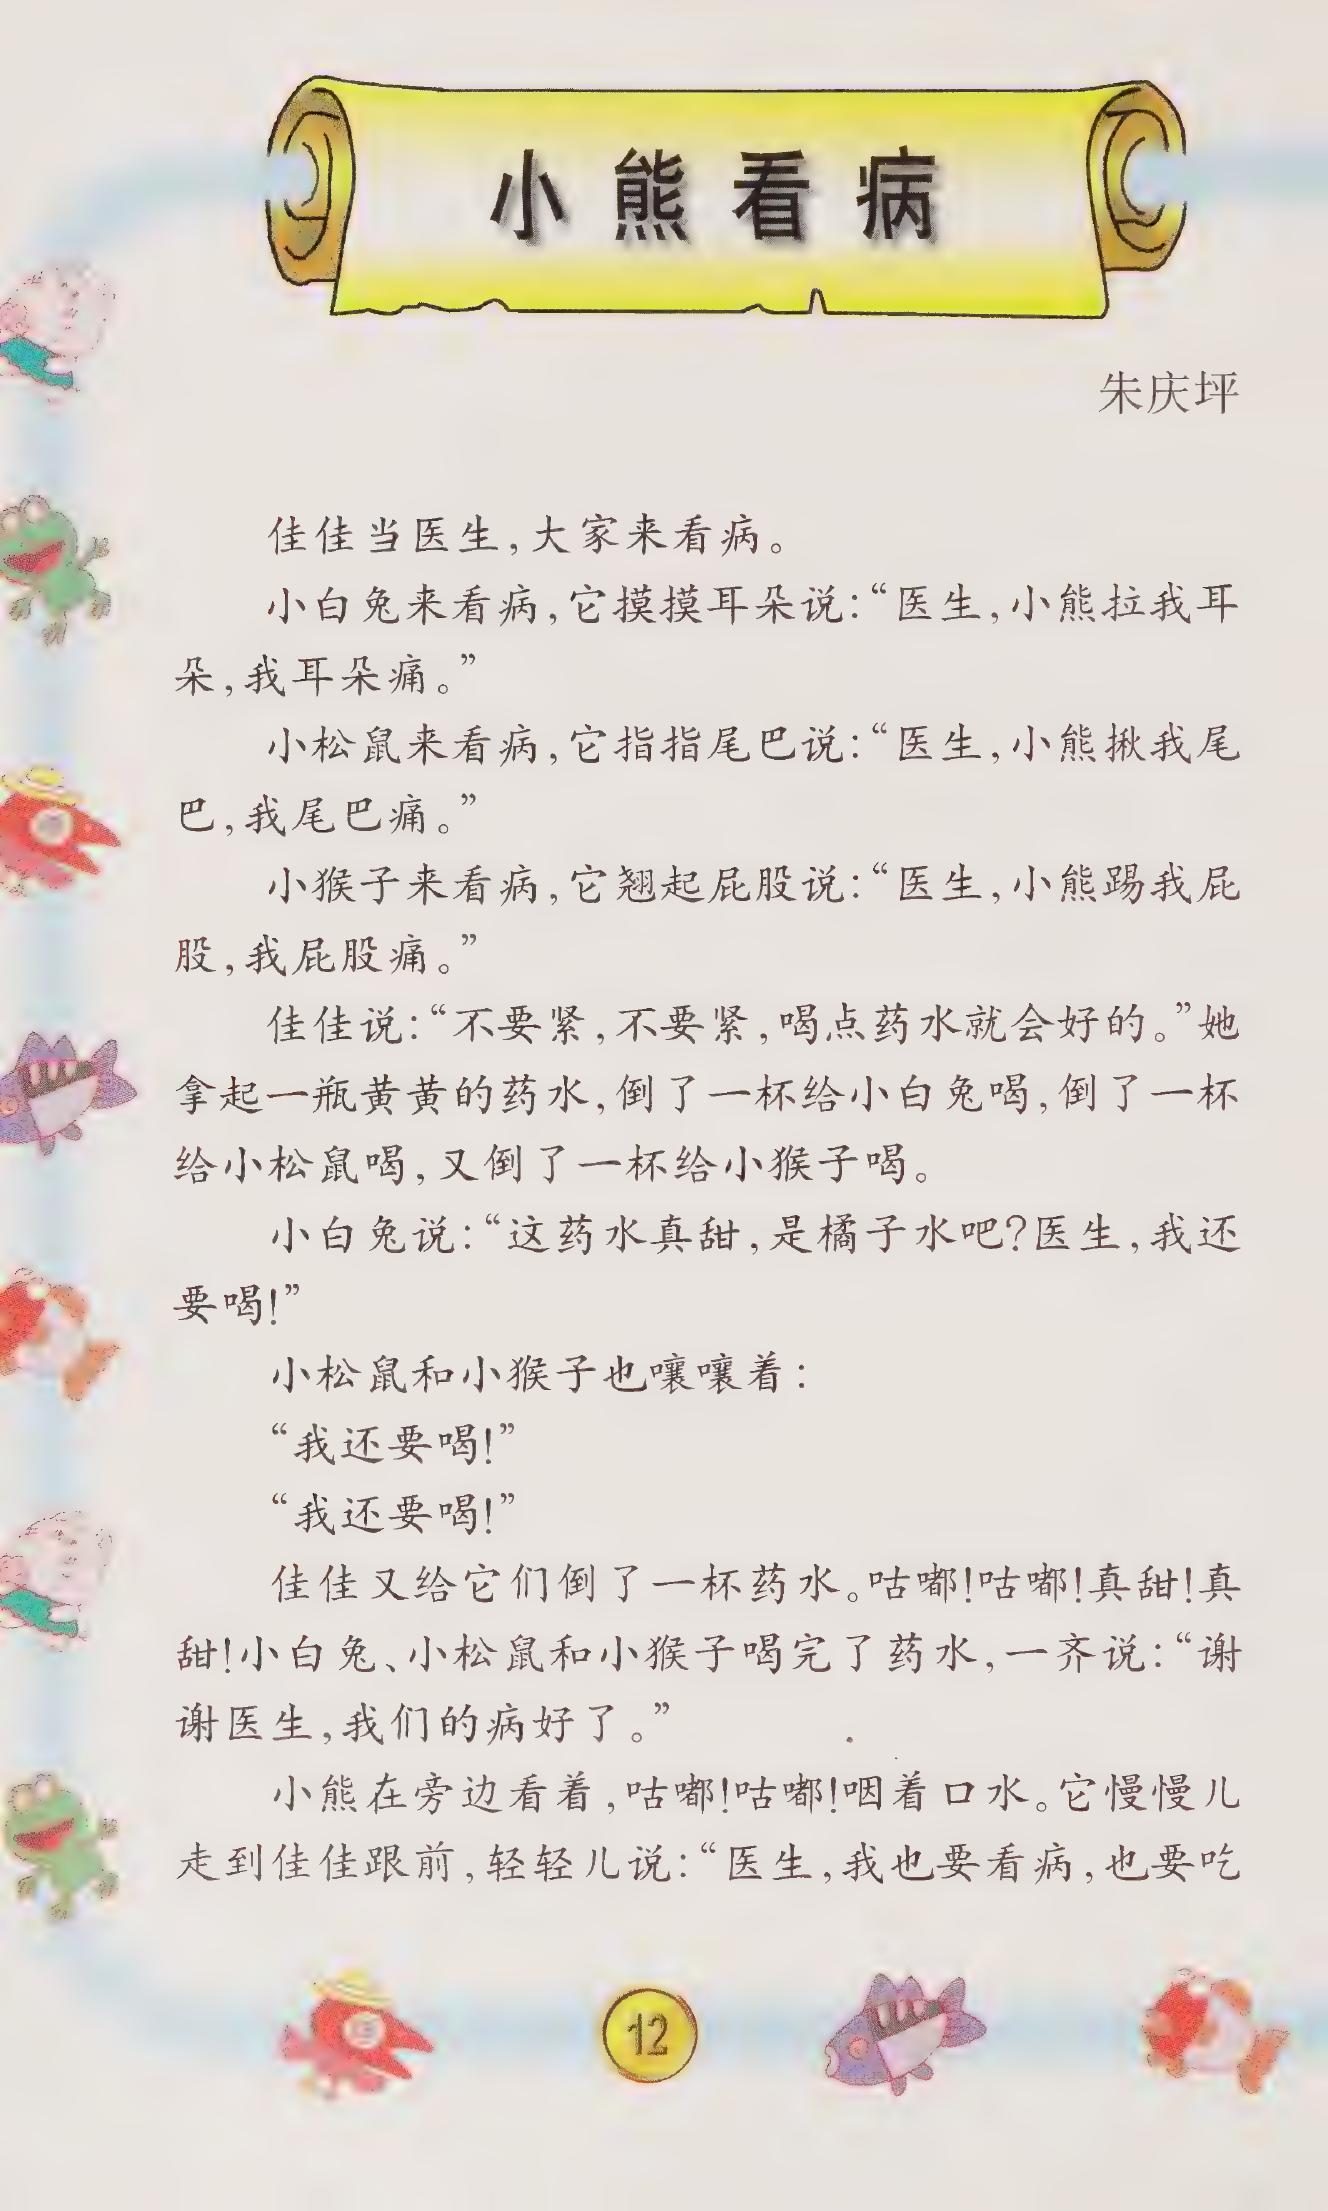 小熊看病
朱庆坪
佳佳当医生,大家来看病。
小白兔来看病,它摸摸耳朵说:“医生,小熊拉我耳
朵,我耳朵痛。”
小松鼠来看病,它指指尾巴说:“医生,小熊揪我尾
巴,我尾巴痛。”
小猴子来看病,它翘起屁股说:“医生,小熊踢我屁
股,我屁股痛。”
佳佳说:“不要紧,不要紧,喝点药水就会好的。”她
拿起一瓶黄黄的药水,倒了一杯给小白兔喝,倒了一杯
给小松鼠喝,又倒了一杯给小猴子喝。
小白兔说:“这药水真甜,是橘子水吧?医生,我还
要喝!”
小松鼠和小猴子也嚷嚷着:
“我还要喝!”
“我还要喝!”
佳佳又给它们倒了一杯药水。咕嘟!咕嘟!真甜!真
甜!小白兔、小松鼠和小猴子喝完了药水,一齐说:“谢
谢医生,我们的病好了。”
小熊在旁边看着,咕嘟!咕嘟!咽着口水。它慢慢儿
走到佳佳跟前,轻轻儿说:“医生,我也要看病,也要吃
12